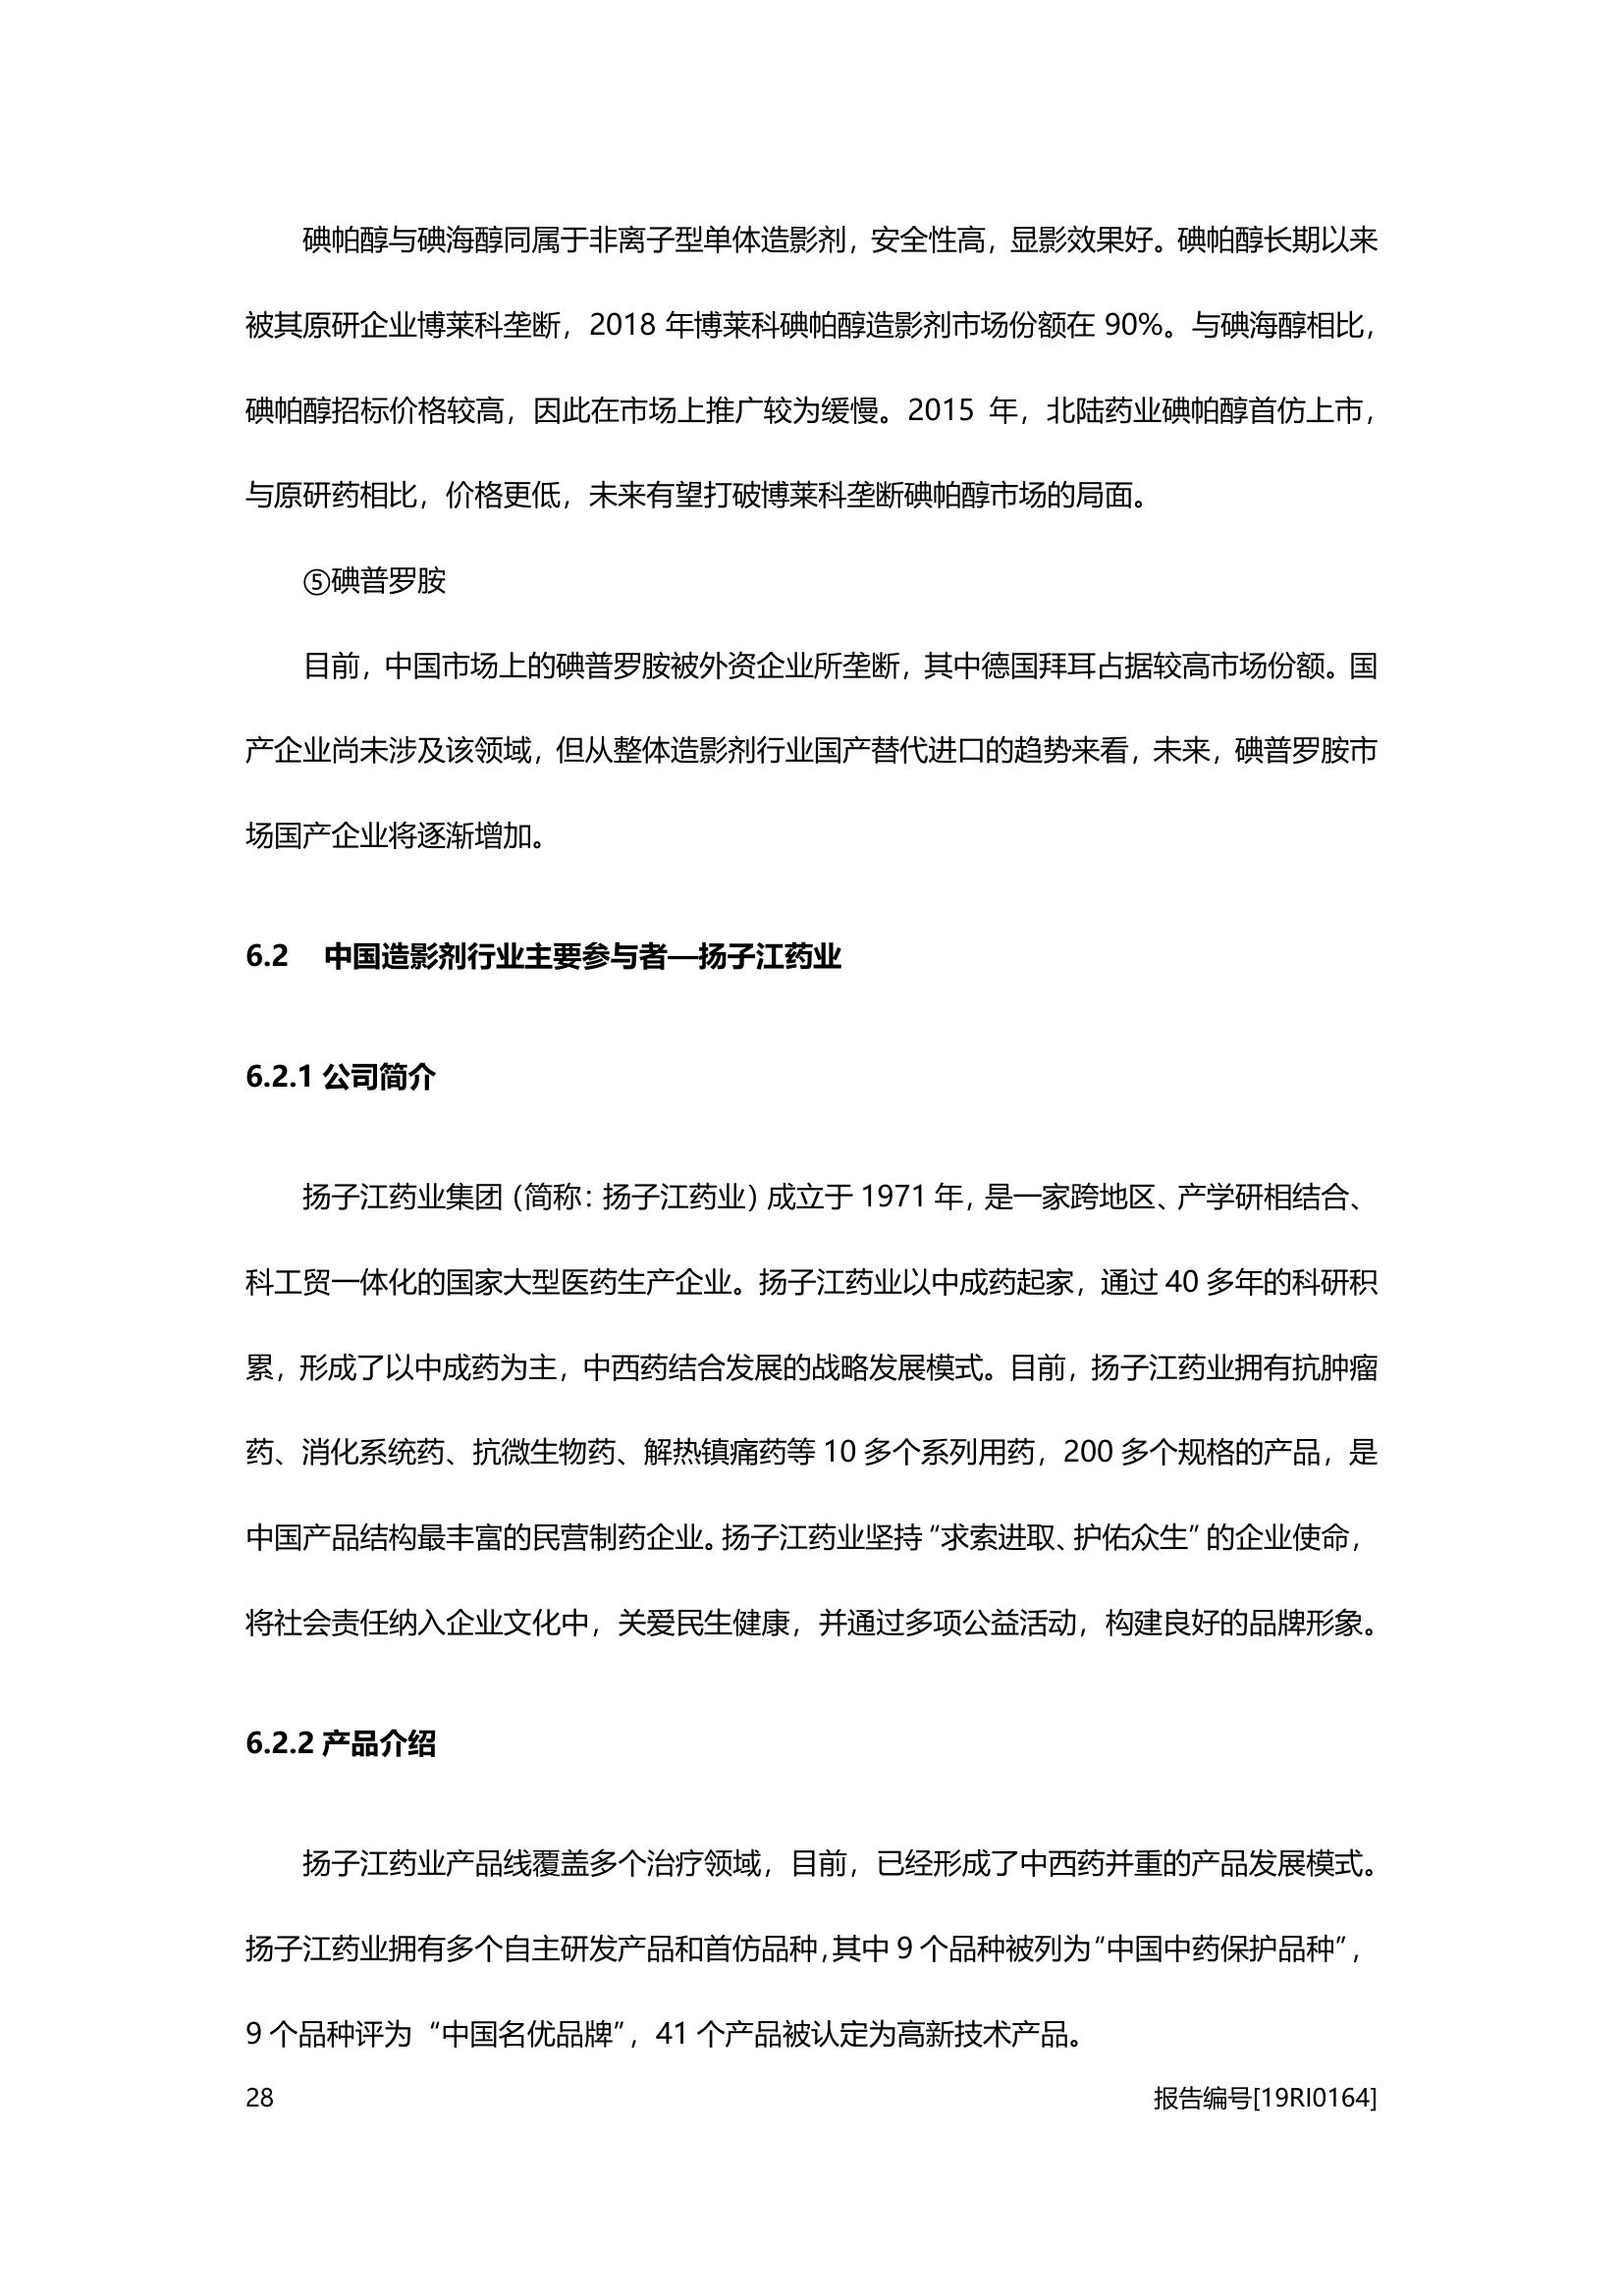 碘帕醇与碘海醇同属于非离子型单体造影剂，安全性高，显影效果好。碘帕醇长期以来
被其原研企业博莱科垄断，2018 年博莱科碘帕醇造影剂市场份额在 90%。与碘海醇相比，
碘帕醇招标价格较高，因此在市场上推广较为缓慢。2015 年，北陆药业碘帕醇首仿上市，
与原研药相比，价格更低，未来有望打破博莱科垄断碘帕醇市场的局面。
⑤碘普罗胺
目前，中国市场上的碘普罗胺被外资企业所垄断，其中德国拜耳占据较高市场份额。国
产企业尚未涉及该领域，但从整体造影剂行业国产替代进口的趋势来看，未来，碘普罗胺市
场国产企业将逐渐增加。
6.2 中国造影剂行业主要参与者—扬子江药业
6.2.1 公司简介
扬子江药业集团（简称：扬子江药业）成立于 1971 年，是一家跨地区、产学研相结合、
科工贸一体化的国家大型医药生产企业。扬子江药业以中成药起家，通过 40 多年的科研积
累，形成了以中成药为主，中西药结合发展的战略发展模式。目前，扬子江药业拥有抗肿瘤
药、消化系统药、抗微生物药、解热镇痛药等 10 多个系列用药，200 多个规格的产品，是
中国产品结构最丰富的民营制药企业。扬子江药业坚持“求索进取、护佑众生”的企业使命，
将社会责任纳入企业文化中，关爱民生健康，并通过多项公益活动，构建良好的品牌形象。
6.2.2 产品介绍
扬子江药业产品线覆盖多个治疗领域，目前，已经形成了中西药并重的产品发展模式。
扬子江药业拥有多个自主研发产品和首仿品种，其中 9 个品种被列为“中国中药保护品种”，
9 个品种评为 “中国名优品牌”，41 个产品被认定为高新技术产品。
28 报告编号[19RI0164]